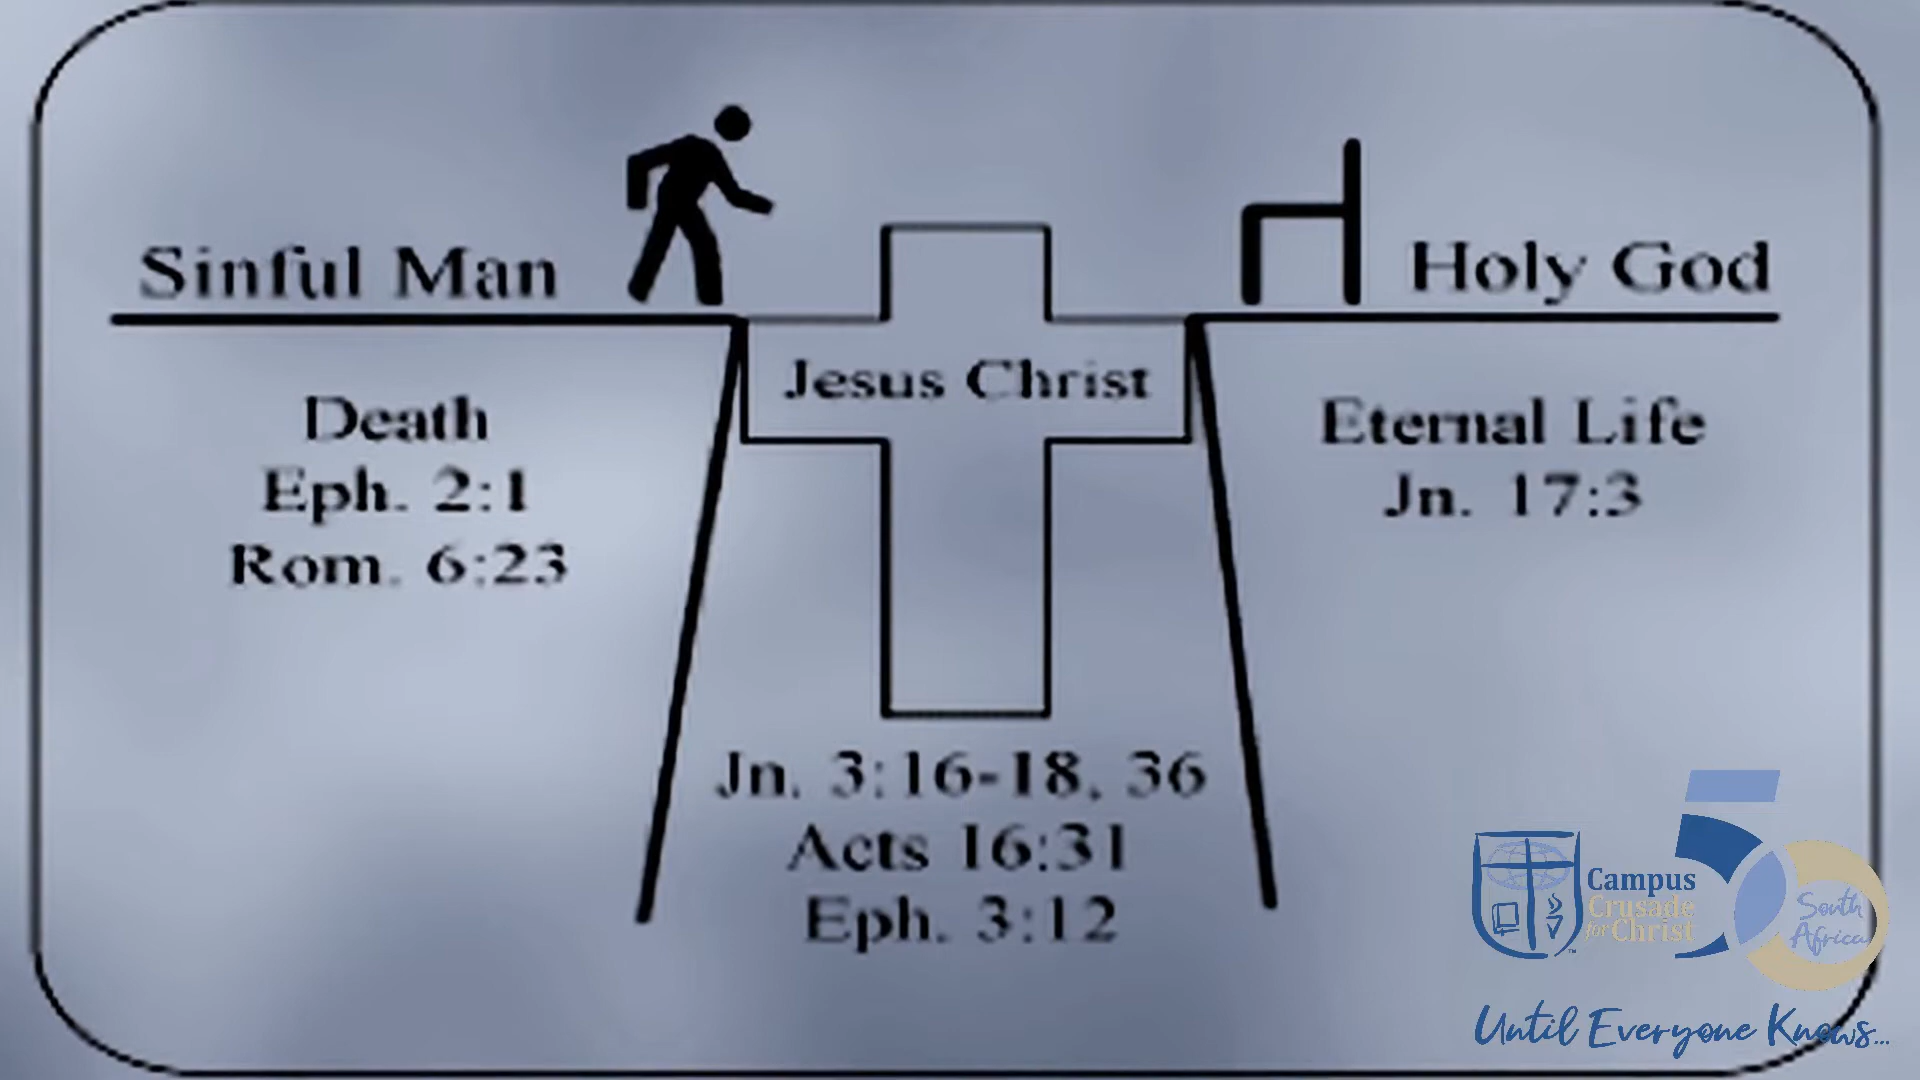 Sinful Man
Holy God
Jesus Christ
Death
Eph. 2:1
Rom. 6:23
Eternal Life
Jn. 17:3
Jn. 3:16-18, 36
Acts 16:31
Eph. 3:12
Campus
Crusade
for Christ
50
South
Africa
Until Everyone Knows...